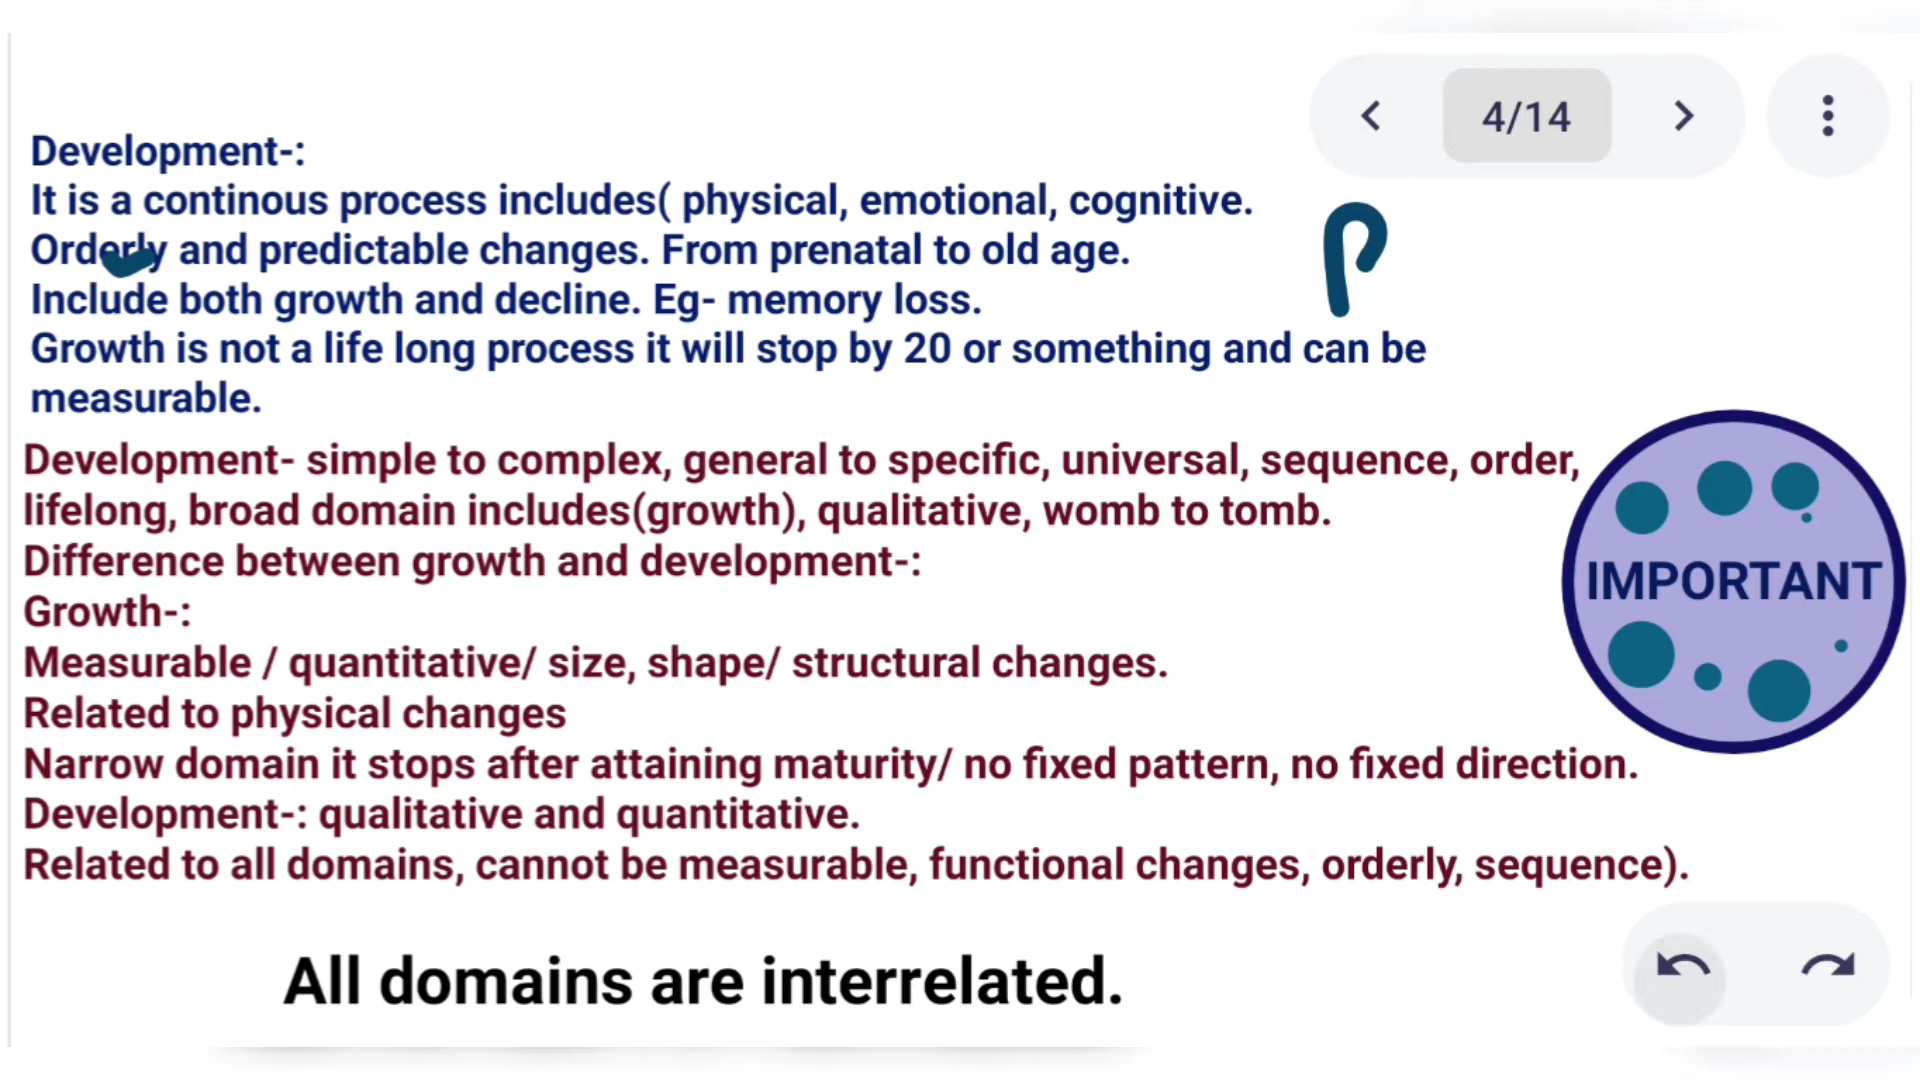 4/14
Development-:
It is a continous process includes( physical, emotional, cognitive.
Orderly and predictable changes. From prenatal to old age.
P
Include both growth and decline. Eg- memory loss.
Growth is not a life long process it will stop by 20 or something and can be
measurable.
Development- simple to complex, general to specific, universal, sequence, order,
lifelong, broad domain includes(growth), qualitative, womb to tomb.
Difference between growth and development-:
IMPORTANT
Growth-:
Measurable / quantitative/ size, shape/ structural changes.
Related to physical changes
Narrow domain it stops after attaining maturity/ no fixed pattern, no fixed direction.
Development-: qualitative and quantitative.
Related to all domains, cannot be measurable, functional changes, orderly, sequence).
All domains are interrelated.